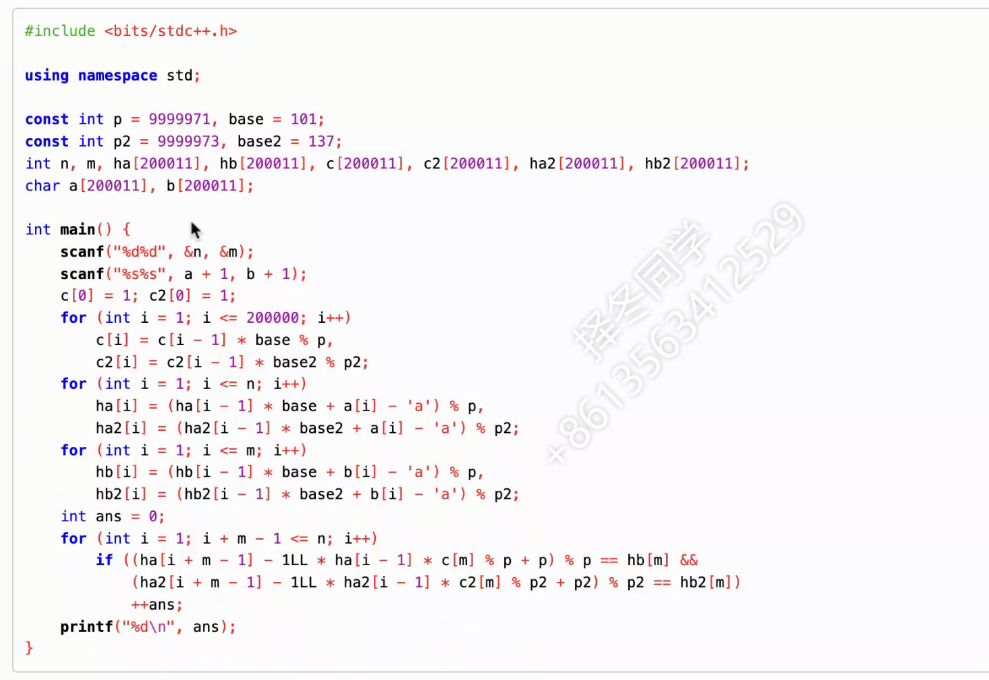 #include <bits/stdc++.h>
using namespace std;
const int p = 9999971, base = 101;
const int p2 = 9999973, base2 = 137;
int n, m, ha[200011], hb[200011], c[200011], c2[200011], ha2[200011], hb2[200011];
char a[200011], b[200011];
int main() {
    scanf("%d%d", &n, &m);
    scanf("%s%s", a + 1, b + 1);
    c[0] = 1; c2[0] = 1;
    for (int i = 1; i <= 200000; i++)
        c[i] = c[i - 1] * base % p,
        c2[i] = c2[i - 1] * base2 % p2;
    for (int i = 1; i <= n; i++)
        ha[i] = (ha[i - 1] * base + a[i] - 'a') % p,
        ha2[i] = (ha2[i - 1] * base2 + a[i] - 'a') % p2;
    for (int i = 1; i <= m; i++)
        hb[i] = (hb[i - 1] * base + b[i] - 'a') % p,
        hb2[i] = (hb2[i - 1] * base2 + b[i] - 'a') % p2;
    int ans = 0;
    for (int i = 1; i + m - 1 <= n; i++)
        if ((ha[i + m - 1] - 1LL * ha[i - 1] * c[m] % p + p) % p == hb[m] &&
            (ha2[i + m - 1] - 1LL * ha2[i - 1] * c2[m] % p2 + p2) % p2 == hb2[m])
            ++ans;
    printf("%d\n", ans);
}
择冬同学
+8613563412529